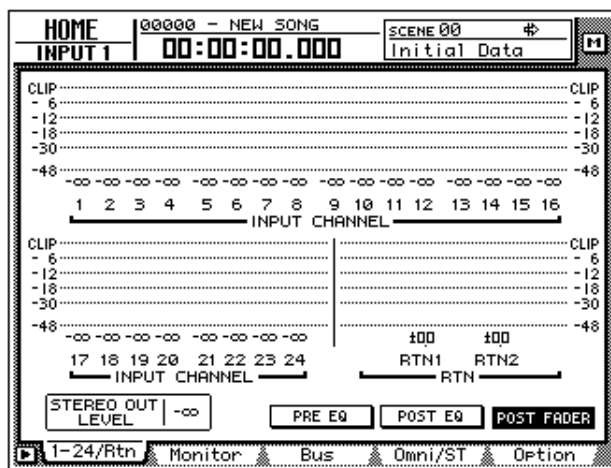 HOME
INPUT 1
00000 - NEW SONG
00:00:00.000
SCENE 00
Initial Data
M
CLIP CLIP
- 6 - 6
-12 -12
-18 -18
-30 -30
-48 -48
-∞ -∞ -∞ -∞ -∞ -∞ -∞ -∞ -∞ -∞ -∞ -∞ -∞ -∞ -∞ -∞
1 2 3 4 5 6 7 8 9 10 11 12 13 14 15 16
INPUT CHANNEL
CLIP CLIP
- 6 - 6
-12 -12
-18 -18
-30 -30
-48 -48
-∞ -∞ -∞ -∞ -∞ -∞ -∞ -∞
17 18 19 20 21 22 23 24 RTN1 RTN2
INPUT CHANNEL RTN
STEREO OUT LEVEL -∞
PRE EQ POST EQ POST FADER
1-24/Rtn Monitor Bus Omni/ST Option